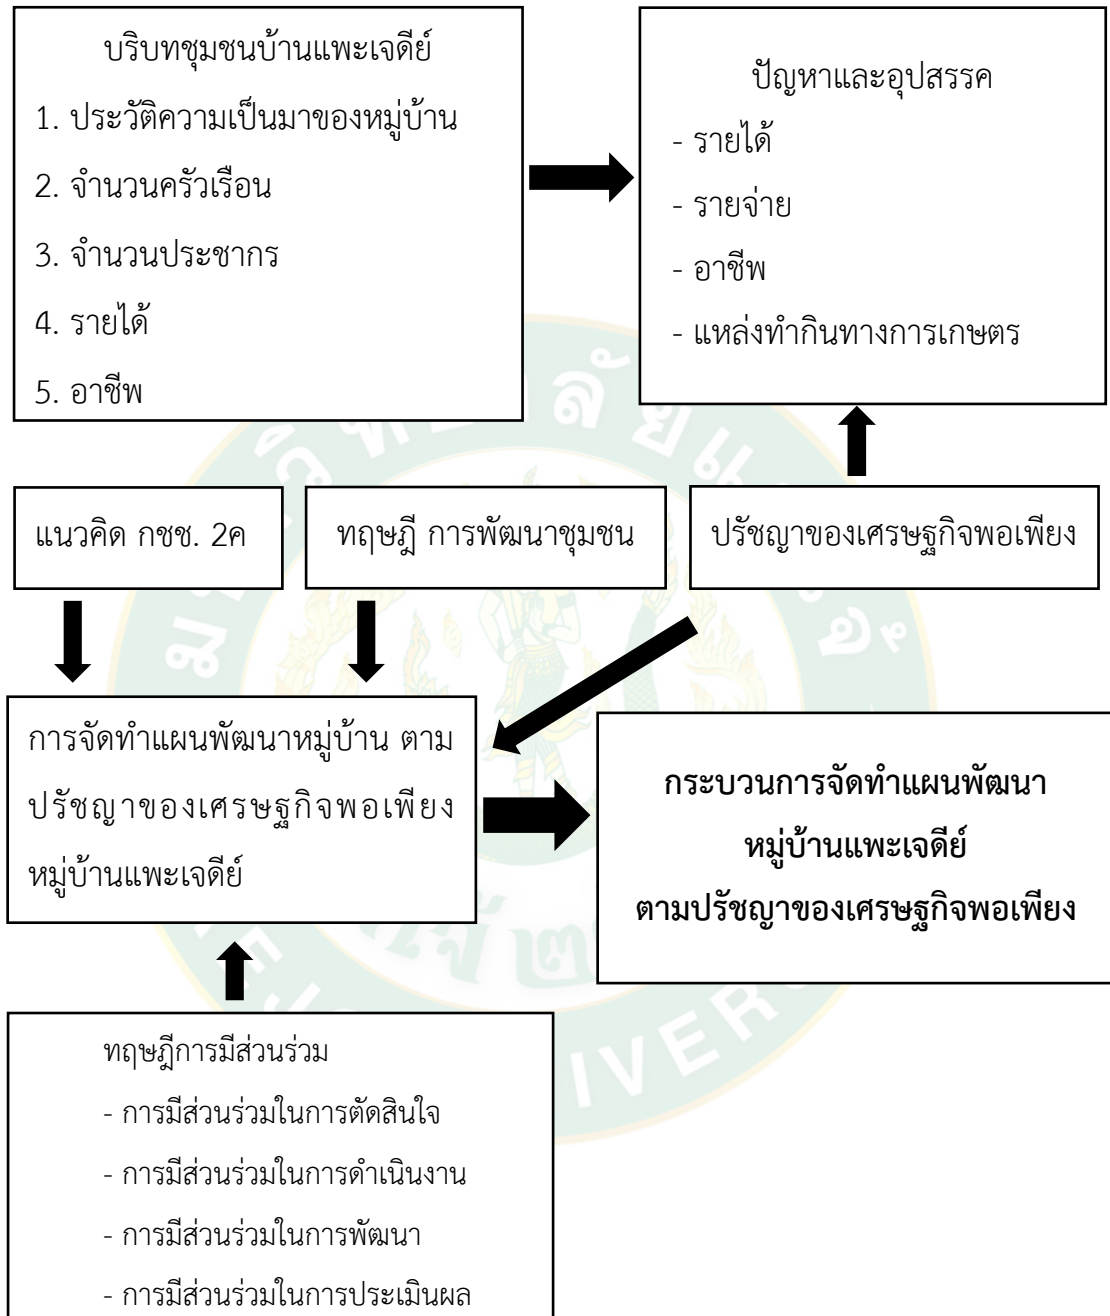 บริบทชุมชนบ้านแพะเจดีย์
1. ประวัติความเป็นมาของหมู่บ้าน
2. จำนวนครัวเรือน
3. จำนวนประชากร
4. รายได้
5. อาชีพ
ปัญหาและอุปสรรค
- รายได้
- รายจ่าย
- อาชีพ
- แหล่งทำกินทางการเกษตร
แนวคิด กชช. 2ค
ทฤษฎี การพัฒนาชุมชน
ปรัชญาของเศรษฐกิจพอเพียง
การจัดทำแผนพัฒนาหมู่บ้าน ตาม
ปรัชญาของเศรษฐกิจพอเพียง
หมู่บ้านแพะเจดีย์
กระบวนการจัดทำแผนพัฒนา
หมู่บ้านแพะเจดีย์
ตามปรัชญาของเศรษฐกิจพอเพียง
ทฤษฎีการมีส่วนร่วม
- การมีส่วนร่วมในการตัดสินใจ
- การมีส่วนร่วมในการดำเนินงาน
- การมีส่วนร่วมในการพัฒนา
- การมีส่วนร่วมในการประเมินผล